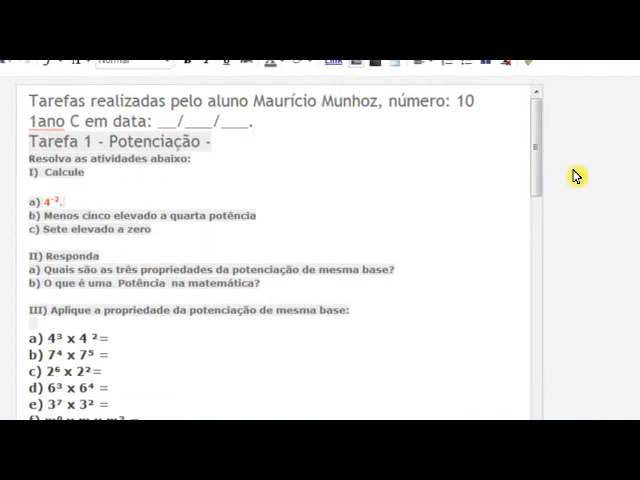 Normal
Link
Tarefas realizadas pelo aluno Maurício Munhoz, número: 10
1ano C em data: __/___/___.
Tarefa 1 - Potenciação -
Resolva as atividades abaixo:
I)  Calcule
a) 4⁻².
b) Menos cinco elevado a quarta potência
c) Sete elevado a zero
II) Responda
a) Quais são as três propriedades da potenciação de mesma base?
b) O que é uma  Potência  na matemática?
III) Aplique a propriedade da potenciação de mesma base:
a) 4³ x 4 ²=
b) 7⁴ x 7⁵ =
c) 2⁶ x 2²=
d) 6³ x 6⁴ =
e) 3⁷ x 3² =